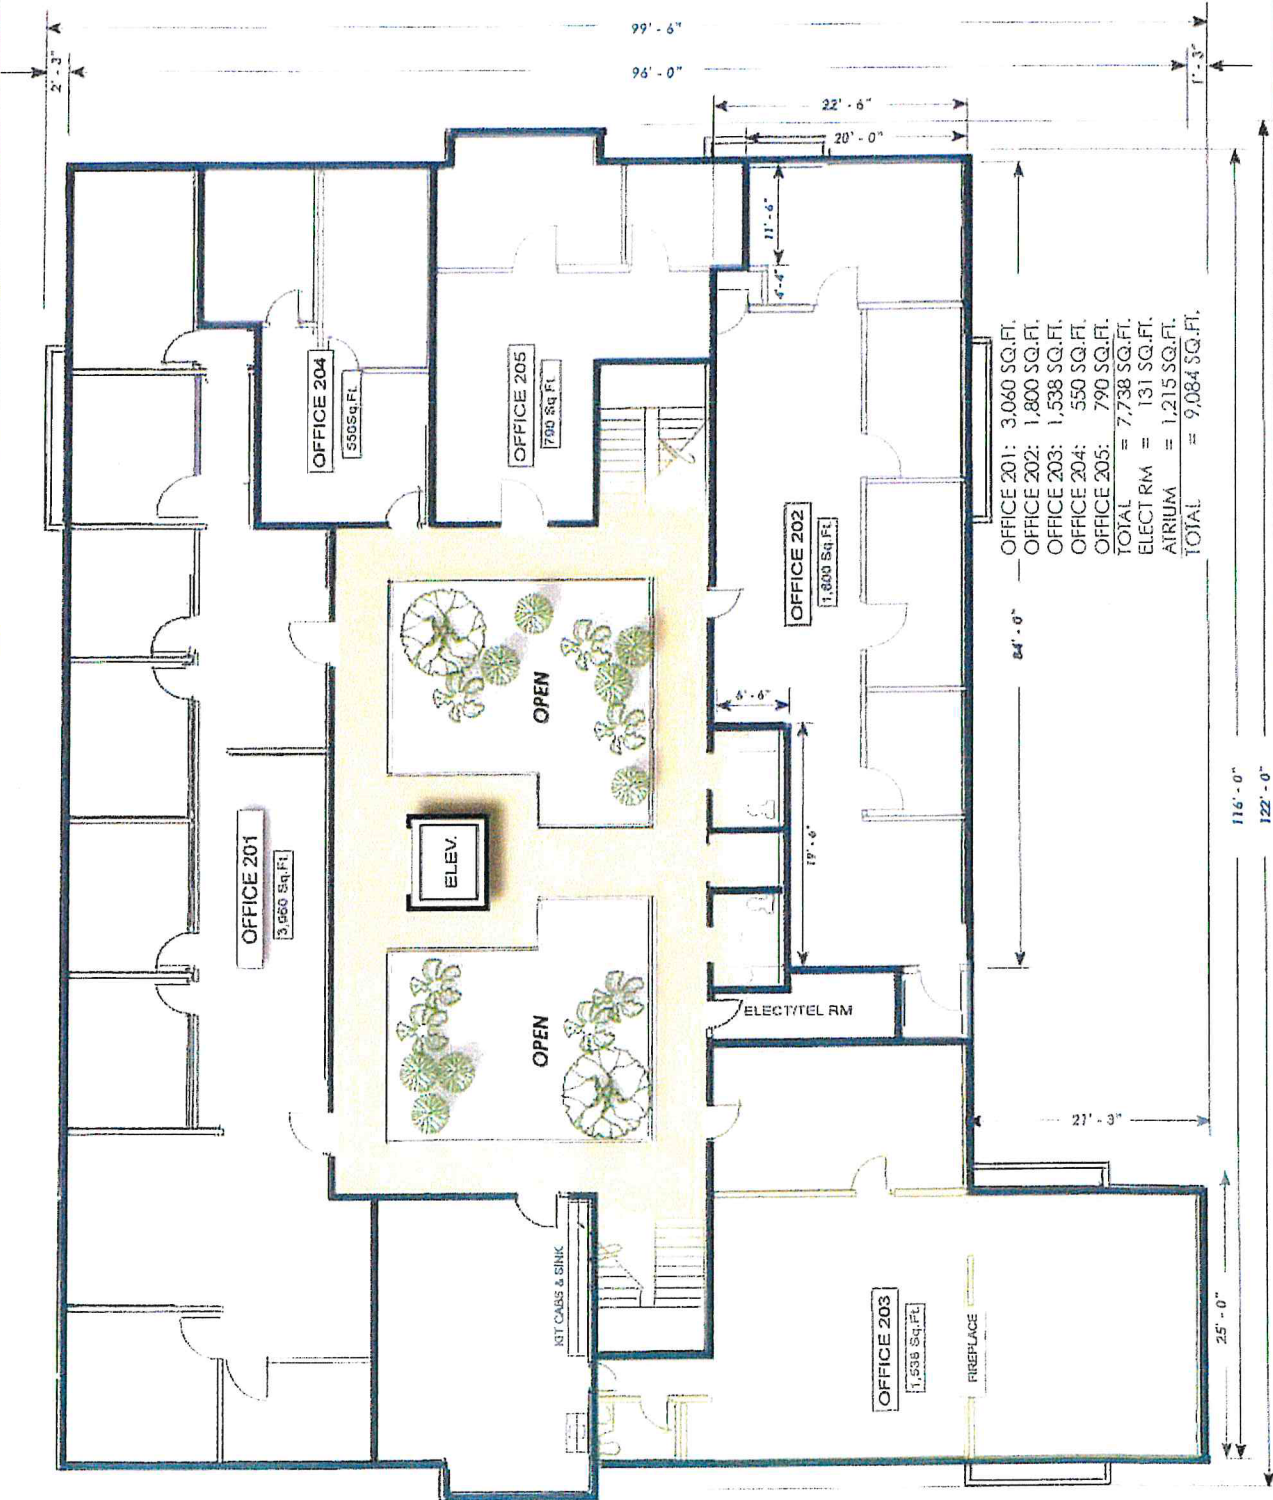 99' - 6"
96' - 0"
2' - 3"
1' - 3"
22' - 6"
20' - 0"
11' - 6"
4'-4"
OFFICE 204
550Sq.Ft.
OFFICE 205
790 Sq Ft.
OFFICE 202
1,800 Sq.Ft.
OFFICE 201
3,060 Sq.Ft.
OPEN
ELEV.
OPEN
6' - 6"
19' - 6"
ELECT/TEL RM
KIT CABS & SINK
OFFICE 203
1,538 Sq.Ft.
FIREPLACE
OFFICE 201: 3,060 SQ.FT.
OFFICE 202: 1,800 SQ.FT.
OFFICE 203: 1,538 SQ.FT.
OFFICE 204: 550 SQ.FT.
OFFICE 205: 790 SQ.FT.
TOTAL = 7,738 SQ.FT.
ELECT RM = 131 SQ.FT.
ATRIUM = 1,215 SQ.FT.
TOTAL = 9,084 SQ.FT.
84' - 0"
21' - 3"
25' - 0"
116' - 0"
122' - 0"